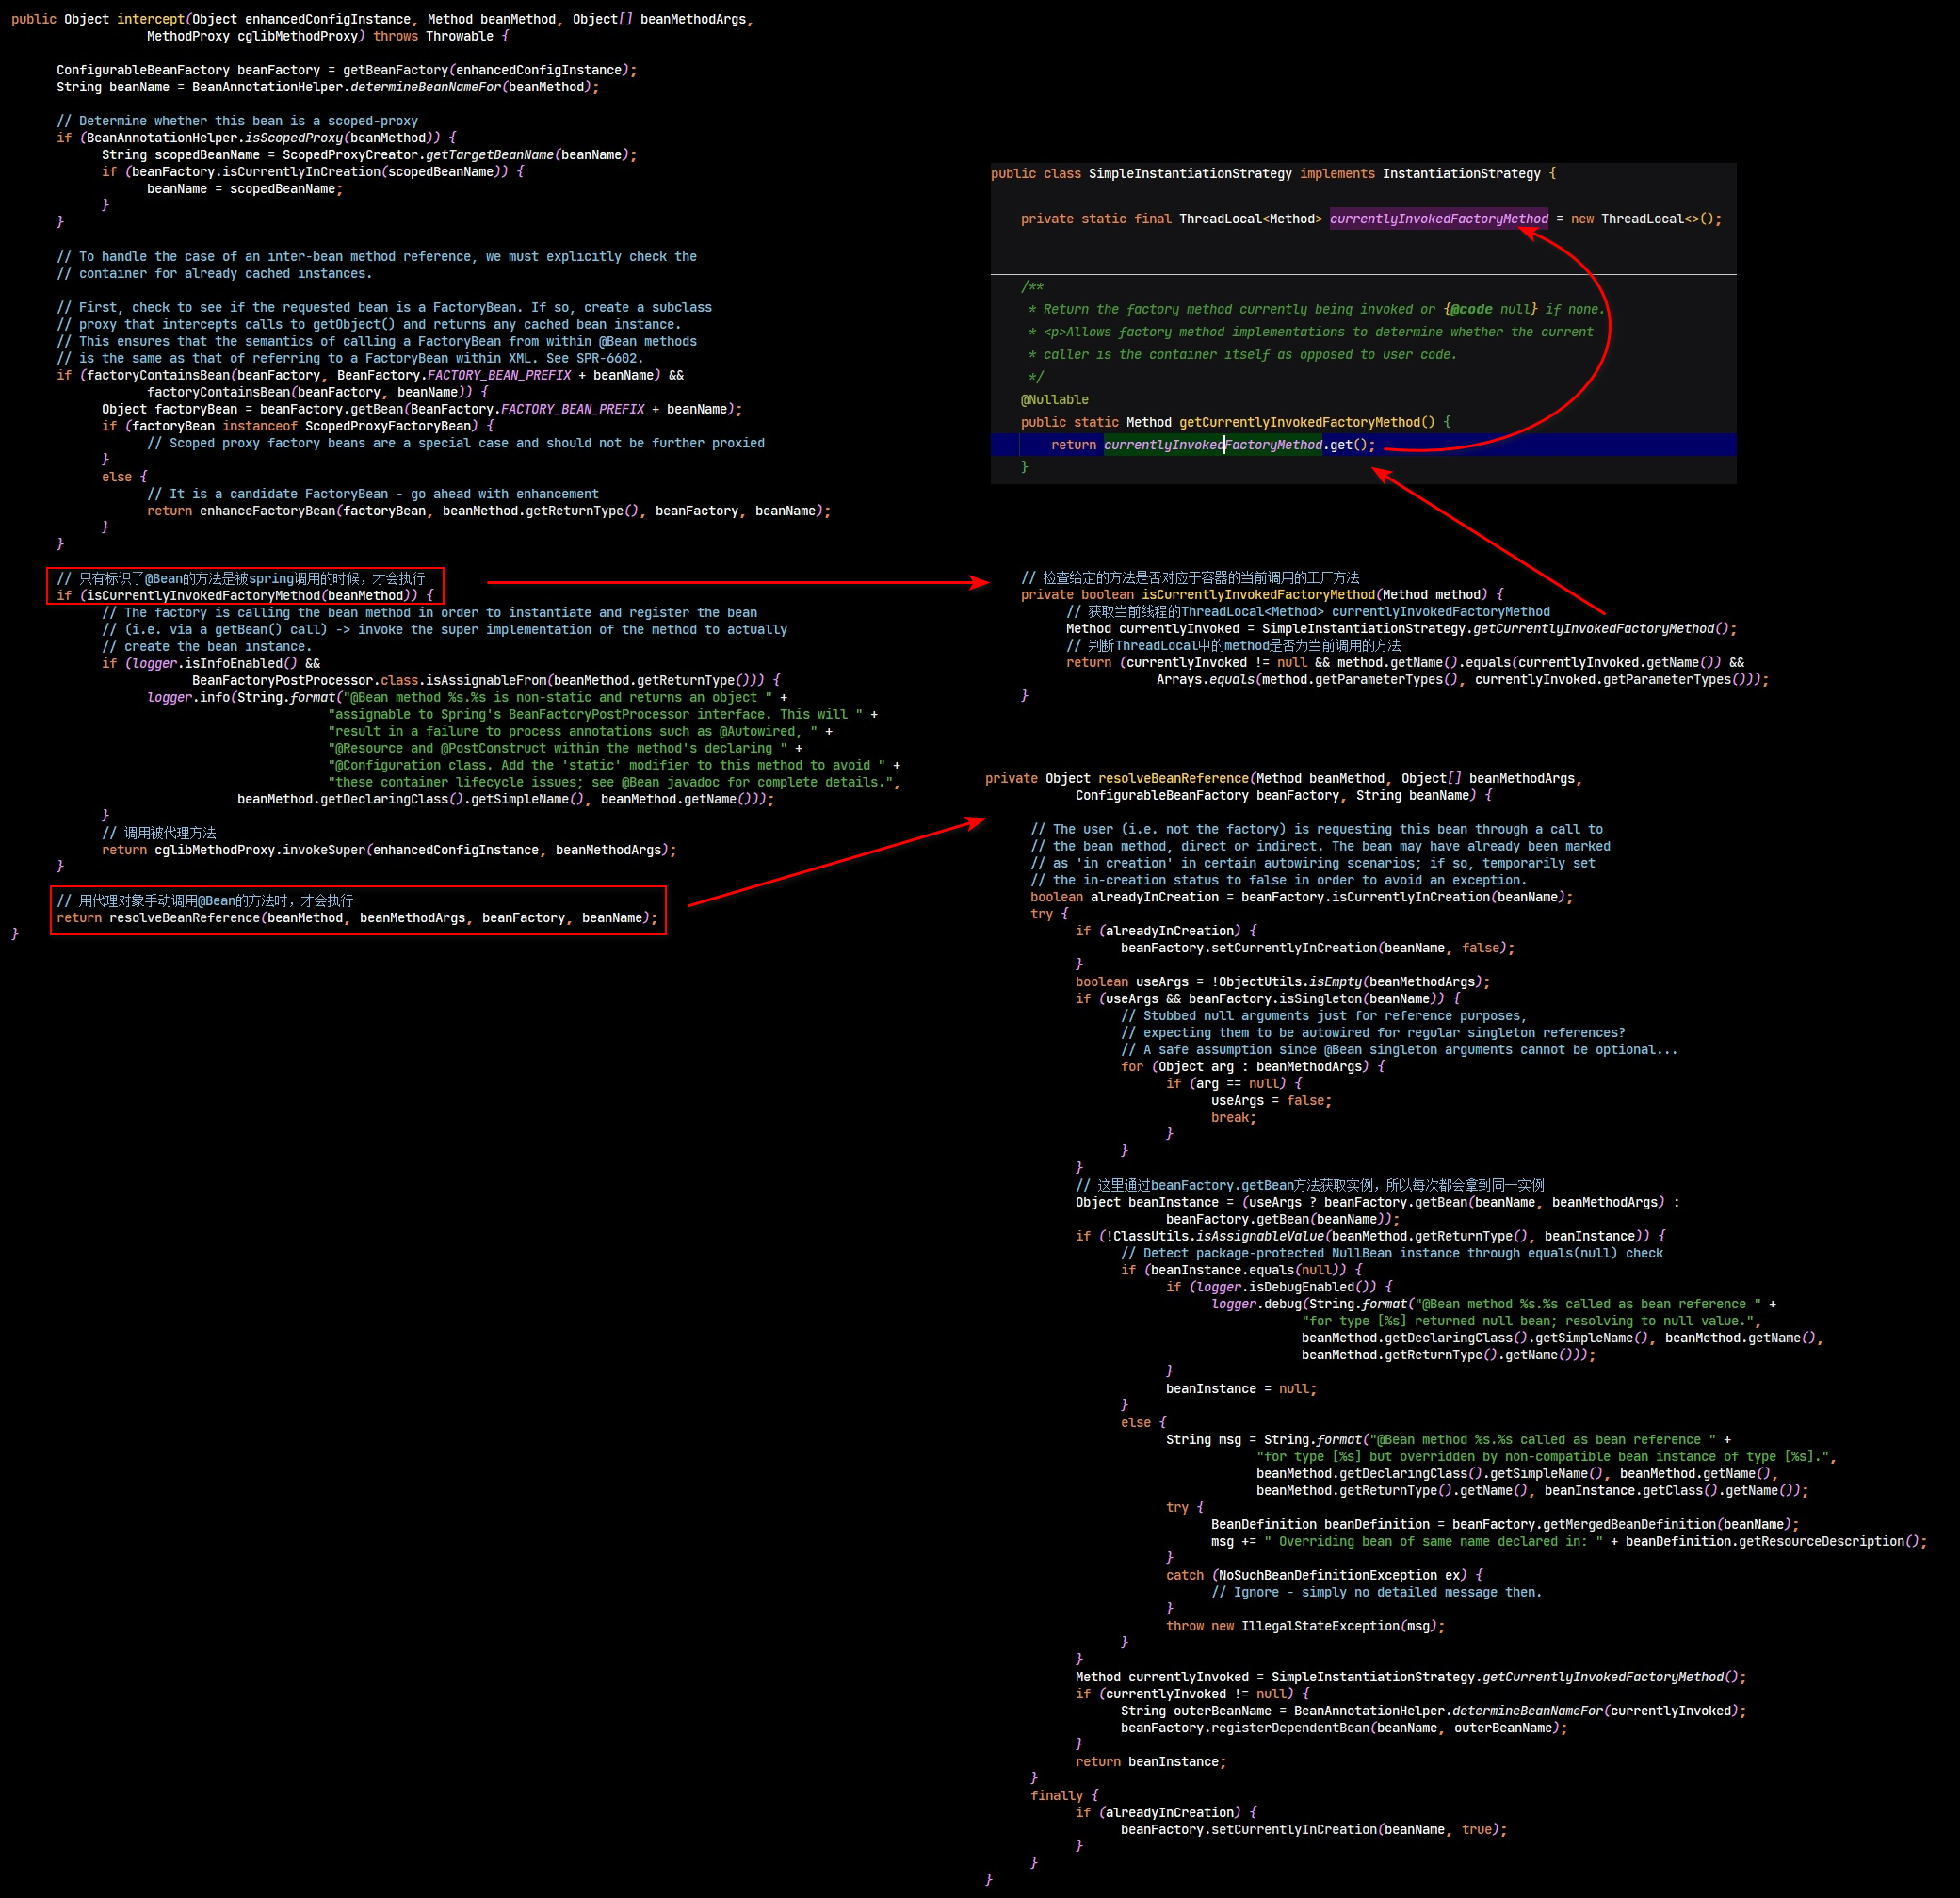 public Object intercept(Object enhancedConfigInstance, Method beanMethod, Object[] beanMethodArgs,
MethodProxy cglibMethodProxy) throws Throwable {
ConfigurableBeanFactory beanFactory = getBeanFactory(enhancedConfigInstance);
String beanName = BeanAnnotationHelper.determineBeanNameFor(beanMethod);
// Determine whether this bean is a scoped-proxy
if (BeanAnnotationHelper.isScopedProxy(beanMethod)) {
String scopedBeanName = ScopedProxyCreator.getTargetBeanName(beanName);
if (beanFactory.isCurrentlyInCreation(scopedBeanName)) {
beanName = scopedBeanName;
}
}
// To handle the case of an inter-bean method reference, we must explicitly check the
// container for already cached instances.
// First, check to see if the requested bean is a FactoryBean. If so, create a subclass
// proxy that intercepts calls to getObject() and returns any cached bean instance.
// This ensures that the semantics of calling a FactoryBean from within @Bean methods
// is the same as that of referring to a FactoryBean within XML. See SPR-6602.
if (factoryContainsBean(beanFactory, BeanFactory.FACTORY_BEAN_PREFIX + beanName) &&
factoryContainsBean(beanFactory, beanName)) {
Object factoryBean = beanFactory.getBean(BeanFactory.FACTORY_BEAN_PREFIX + beanName);
if (factoryBean instanceof ScopedProxyFactoryBean) {
// Scoped proxy factory beans are a special case and should not be further proxied
}
else {
// It is a candidate FactoryBean - go ahead with enhancement
return enhanceFactoryBean(factoryBean, beanMethod.getReturnType(), beanFactory, beanName);
}
}
// 只有标识了@Bean的方法是被spring调用的时候，才会执行
if (isCurrentlyInvokedFactoryMethod(beanMethod)) {
// The factory is calling the bean method in order to instantiate and register the bean
// (i.e. via a getBean() call) -> invoke the super implementation of the method to actually
// create the bean instance.
if (logger.isInfoEnabled() &&
BeanFactoryPostProcessor.class.isAssignableFrom(beanMethod.getReturnType())) {
logger.info(String.format("@Bean method %s.%s is non-static and returns an object " +
"assignable to Spring's BeanFactoryPostProcessor interface. This will " +
"result in a failure to process annotations such as @Autowired, " +
"@Resource and @PostConstruct within the method's declaring " +
"@Configuration class. Add the 'static' modifier to this method to avoid " +
"these container lifecycle issues; see @Bean javadoc for complete details.",
beanMethod.getDeclaringClass().getSimpleName(), beanMethod.getName()));
}
// 调用被代理方法
return cglibMethodProxy.invokeSuper(enhancedConfigInstance, beanMethodArgs);
}
// 用代理对象手动调用@Bean的方法时，才会执行
return resolveBeanReference(beanMethod, beanMethodArgs, beanFactory, beanName);
}
public class SimpleInstantiationStrategy implements InstantiationStrategy {
private static final ThreadLocal<Method> currentlyInvokedFactoryMethod = new ThreadLocal<>();
/**
* Return the factory method currently being invoked or {@code null} if none.
* <p>Allows factory method implementations to determine whether the current
* caller is the container itself as opposed to user code.
*/
@Nullable
public static Method getCurrentlyInvokedFactoryMethod() {
return currentlyInvokedFactoryMethod.get();
}
// 检查给定的方法是否对应于容器的当前调用的工厂方法
private boolean isCurrentlyInvokedFactoryMethod(Method method) {
// 获取当前线程的ThreadLocal<Method> currentlyInvokedFactoryMethod
Method currentlyInvoked = SimpleInstantiationStrategy.getCurrentlyInvokedFactoryMethod();
// 判断ThreadLocal中的method是否为当前调用的方法
return (currentlyInvoked != null && method.getName().equals(currentlyInvoked.getName()) &&
Arrays.equals(method.getParameterTypes(), currentlyInvoked.getParameterTypes()));
}
private Object resolveBeanReference(Method beanMethod, Object[] beanMethodArgs,
ConfigurableBeanFactory beanFactory, String beanName) {
// The user (i.e. not the factory) is requesting this bean through a call to
// the bean method, direct or indirect. The bean may have already been marked
// as 'in creation' in certain autowiring scenarios; if so, temporarily set
// the in-creation status to false in order to avoid an exception.
boolean alreadyInCreation = beanFactory.isCurrentlyInCreation(beanName);
try {
if (alreadyInCreation) {
beanFactory.setCurrentlyInCreation(beanName, false);
}
boolean useArgs = !ObjectUtils.isEmpty(beanMethodArgs);
if (useArgs && beanFactory.isSingleton(beanName)) {
// Stubbed null arguments just for reference purposes,
// expecting them to be autowired for regular singleton references?
// A safe assumption since @Bean singleton arguments cannot be optional...
for (Object arg : beanMethodArgs) {
if (arg == null) {
useArgs = false;
break;
}
}
}
// 这里通过beanFactory.getBean方法获取实例，所以每次都会拿到同一实例
Object beanInstance = (useArgs ? beanFactory.getBean(beanName, beanMethodArgs) :
beanFactory.getBean(beanName));
if (!ClassUtils.isAssignableValue(beanMethod.getReturnType(), beanInstance)) {
// Detect package-protected NullBean instance through equals(null) check
if (beanInstance.equals(null)) {
if (logger.isDebugEnabled()) {
logger.debug(String.format("@Bean method %s.%s called as bean reference " +
"for type [%s] returned null bean; resolving to null value.",
beanMethod.getDeclaringClass().getSimpleName(), beanMethod.getName(),
beanMethod.getReturnType().getName()));
}
beanInstance = null;
}
else {
String msg = String.format("@Bean method %s.%s called as bean reference " +
"for type [%s] but overridden by non-compatible bean instance of type [%s].",
beanMethod.getDeclaringClass().getSimpleName(), beanMethod.getName(),
beanMethod.getReturnType().getName(), beanInstance.getClass().getName());
try {
BeanDefinition beanDefinition = beanFactory.getMergedBeanDefinition(beanName);
msg += " Overriding bean of same name declared in: " + beanDefinition.getResourceDescription();
}
catch (NoSuchBeanDefinitionException ex) {
// Ignore - simply no detailed message then.
}
throw new IllegalStateException(msg);
}
}
Method currentlyInvoked = SimpleInstantiationStrategy.getCurrentlyInvokedFactoryMethod();
if (currentlyInvoked != null) {
String outerBeanName = BeanAnnotationHelper.determineBeanNameFor(currentlyInvoked);
beanFactory.registerDependentBean(beanName, outerBeanName);
}
return beanInstance;
}
finally {
if (alreadyInCreation) {
beanFactory.setCurrentlyInCreation(beanName, true);
}
}
}